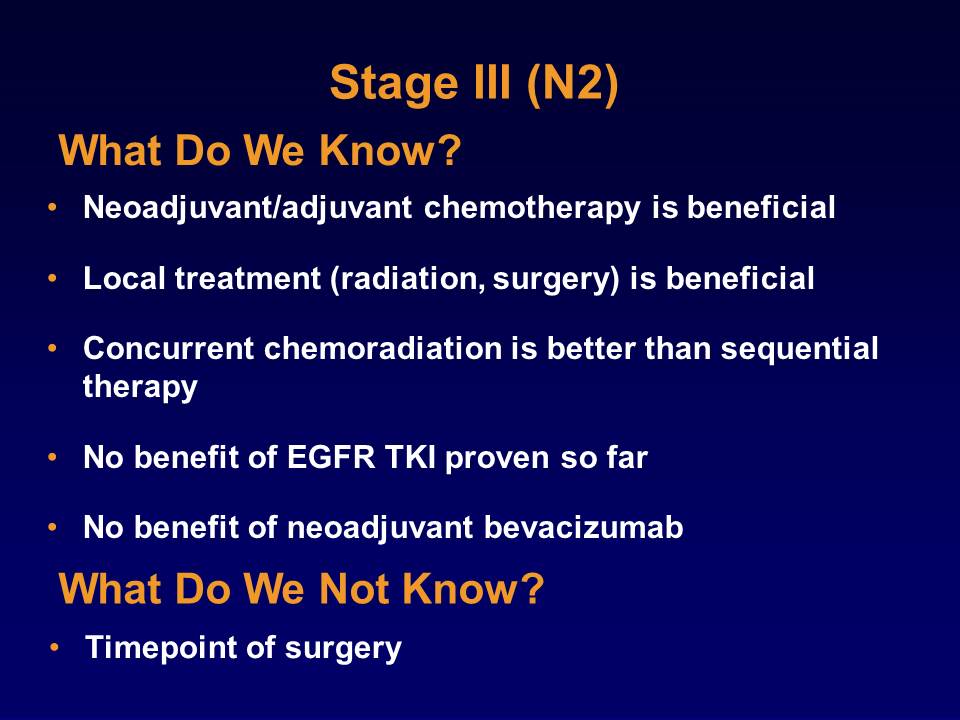 Stage III (N2)
What Do We Know?
• Neoadjuvant/adjuvant chemotherapy is beneficial
• Local treatment (radiation, surgery) is beneficial
• Concurrent chemoradiation is better than sequential
therapy
• No benefit of EGFR TKI proven so far
• No benefit of neoadjuvant bevacizumab
What Do We Not Know?
• Timepoint of surgery